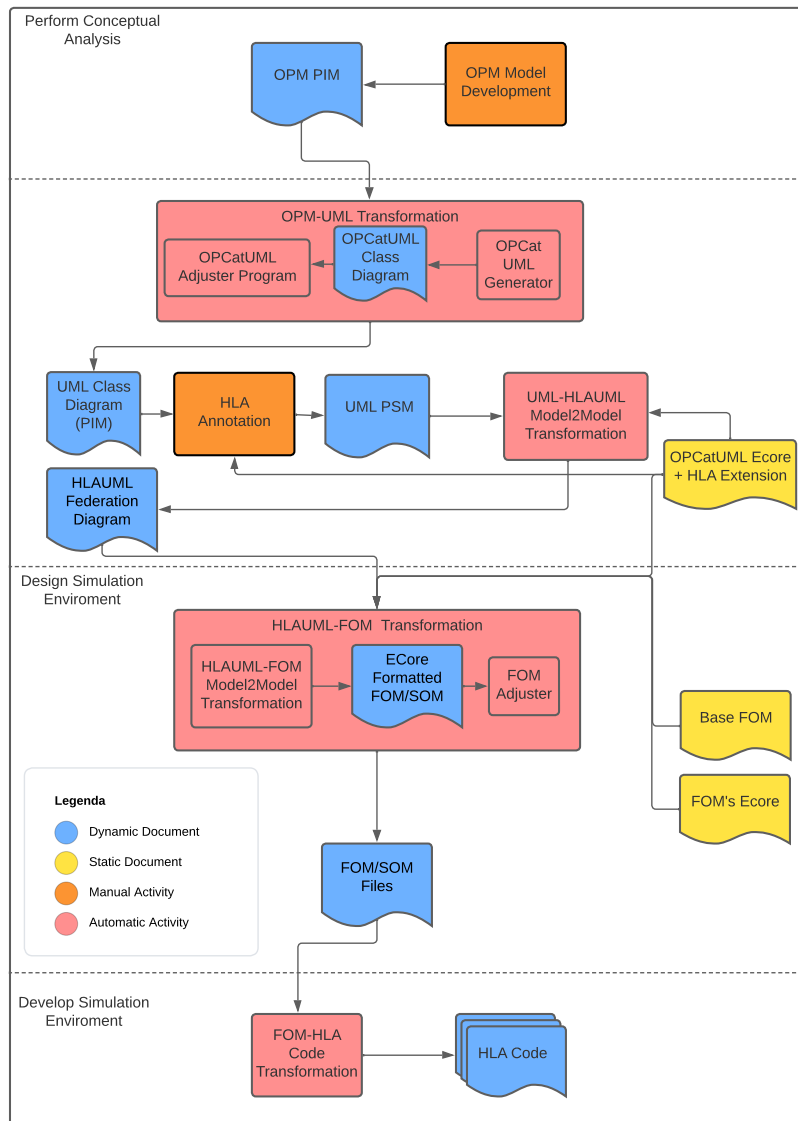 Perform Conceptual
Analysis
OPM PIM
OPM Model
Development
OPM-UML Transformation
OPCatUML
Adjuster Program
OPCatUML
Class
Diagram
OPCat
UML
Generator
UML Class
Diagram
(PIM)
HLA
Annotation
UML PSM
UML-HLAUML
Model2Model
Transformation
OPCatUML Ecore
+ HLA Extension
HLAUML
Federation
Diagram
Design Simulation
Enviroment
HLAUML-FOM  Transformation
HLAUML-FOM
Model2Model
Transformation
ECore
Formatted
FOM/SOM
FOM
Adjuster
Base FOM
FOM's Ecore
Legenda
Dynamic Document
Static Document
Manual Activity
Automatic Activity
FOM/SOM
Files
Develop Simulation
Enviroment
FOM-HLA
Code
Transformation
HLA Code